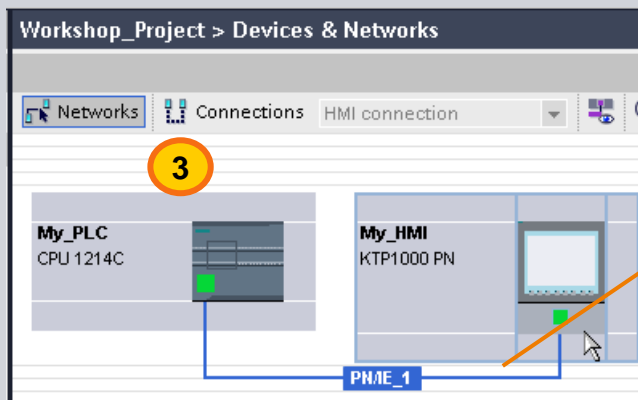 Workshop_Project > Devices & Networks
Networks Connections HMI connection
3
My_PLC
CPU 1214C
My_HMI
KTP1000 PN
PN/IE_1